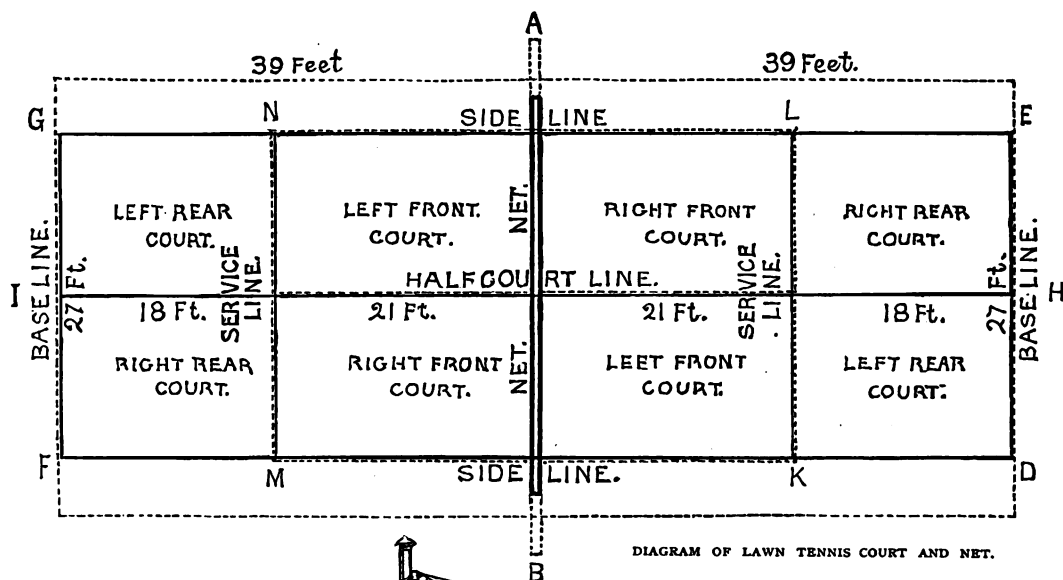 A
39 Feet
39 Feet.
G
N
SIDE LINE
L
E
LEFT REAR
COURT.
LEFT FRONT.
COURT.
NET.
RIGHT FRONT
COURT.
RIGHT REAR
COURT.
BASE LINE.
27 Ft.
SERVICE
LINE.
HALF COURT LINE.
SERVICE
LINE.
27 Ft.
BASE LINE.
I
18 Ft.
21 Ft.
21 Ft.
18 Ft.
H
RIGHT REAR
COURT.
RIGHT FRONT
COURT.
NET.
LEET FRONT
COURT.
LEFT REAR
COURT.
F
M
SIDE LINE.
K
D
B
DIAGRAM OF LAWN TENNIS COURT AND NET.